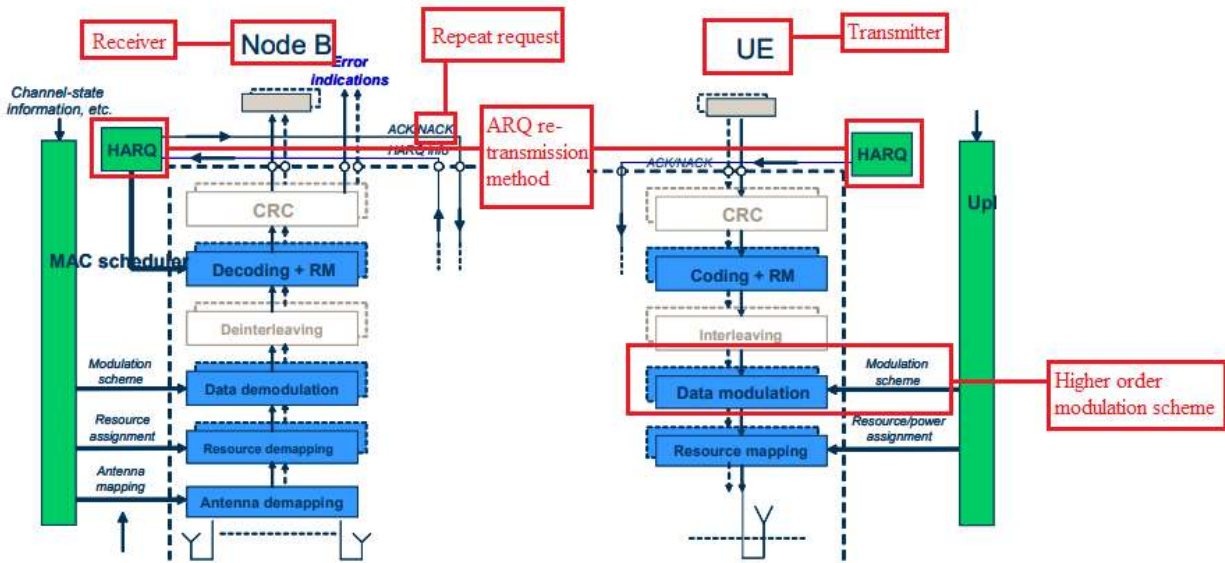 Receiver
Node B
Repeat request
UE
Transmitter
Error
indications
Channel-state
information, etc.
HARQ
ACK/NACK
HARQ info
ARQ re-
transmission
method
ACK/NACK
HARQ
CRC
CRC
Upl
MAC scheduler
Decoding + RM
Coding + RM
Deinterleaving
Interleaving
Modulation
scheme
Data demodulation
Data modulation
Modulation
scheme
Higher order
modulation scheme
Resource
assignment
Resource demapping
Resource mapping
Resource/power
assignment
Antenna
mapping
Antenna demapping